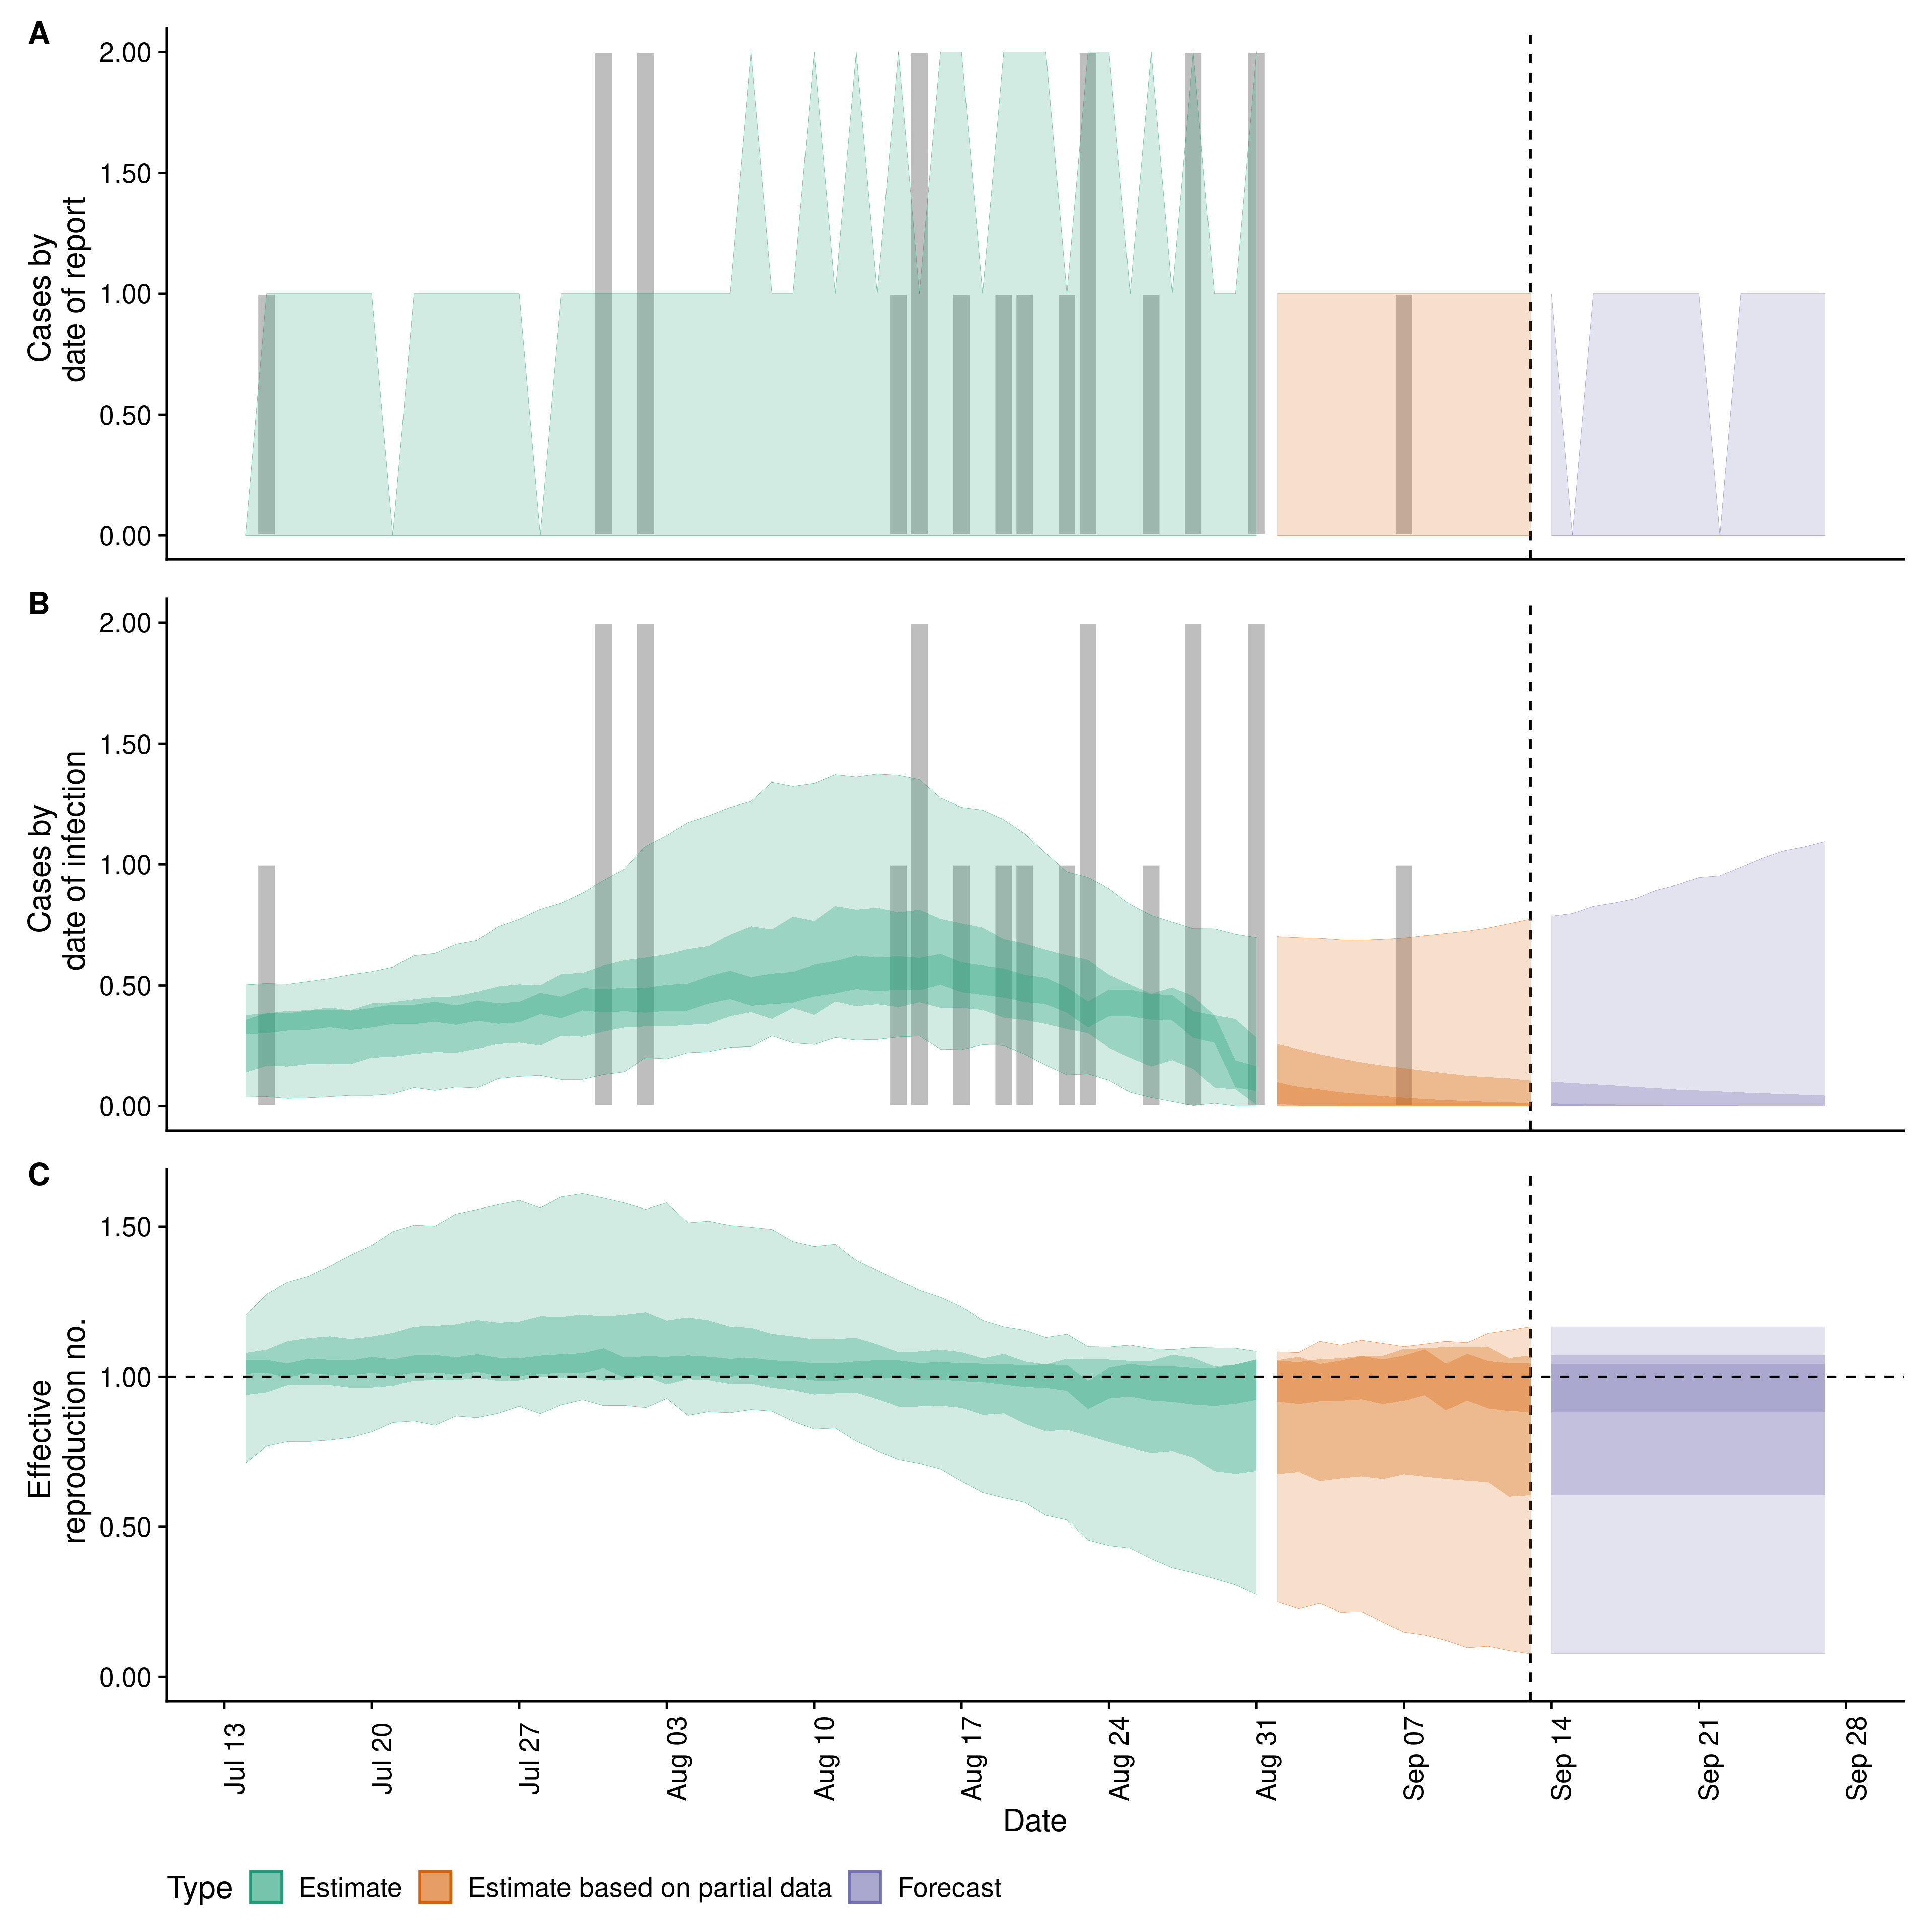 A
2.00
1.50
1.00
0.50
0.00
Cases by
date of report
B
2.00
1.50
1.00
0.50
0.00
Cases by
date of infection
C
1.50
1.00
0.50
0.00
Effective
reproduction no.
Jul 13
Jul 20
Jul 27
Aug 03
Aug 10
Aug 17
Aug 24
Aug 31
Sep 07
Sep 14
Sep 21
Sep 28
Date
Type Estimate Estimate based on partial data Forecast